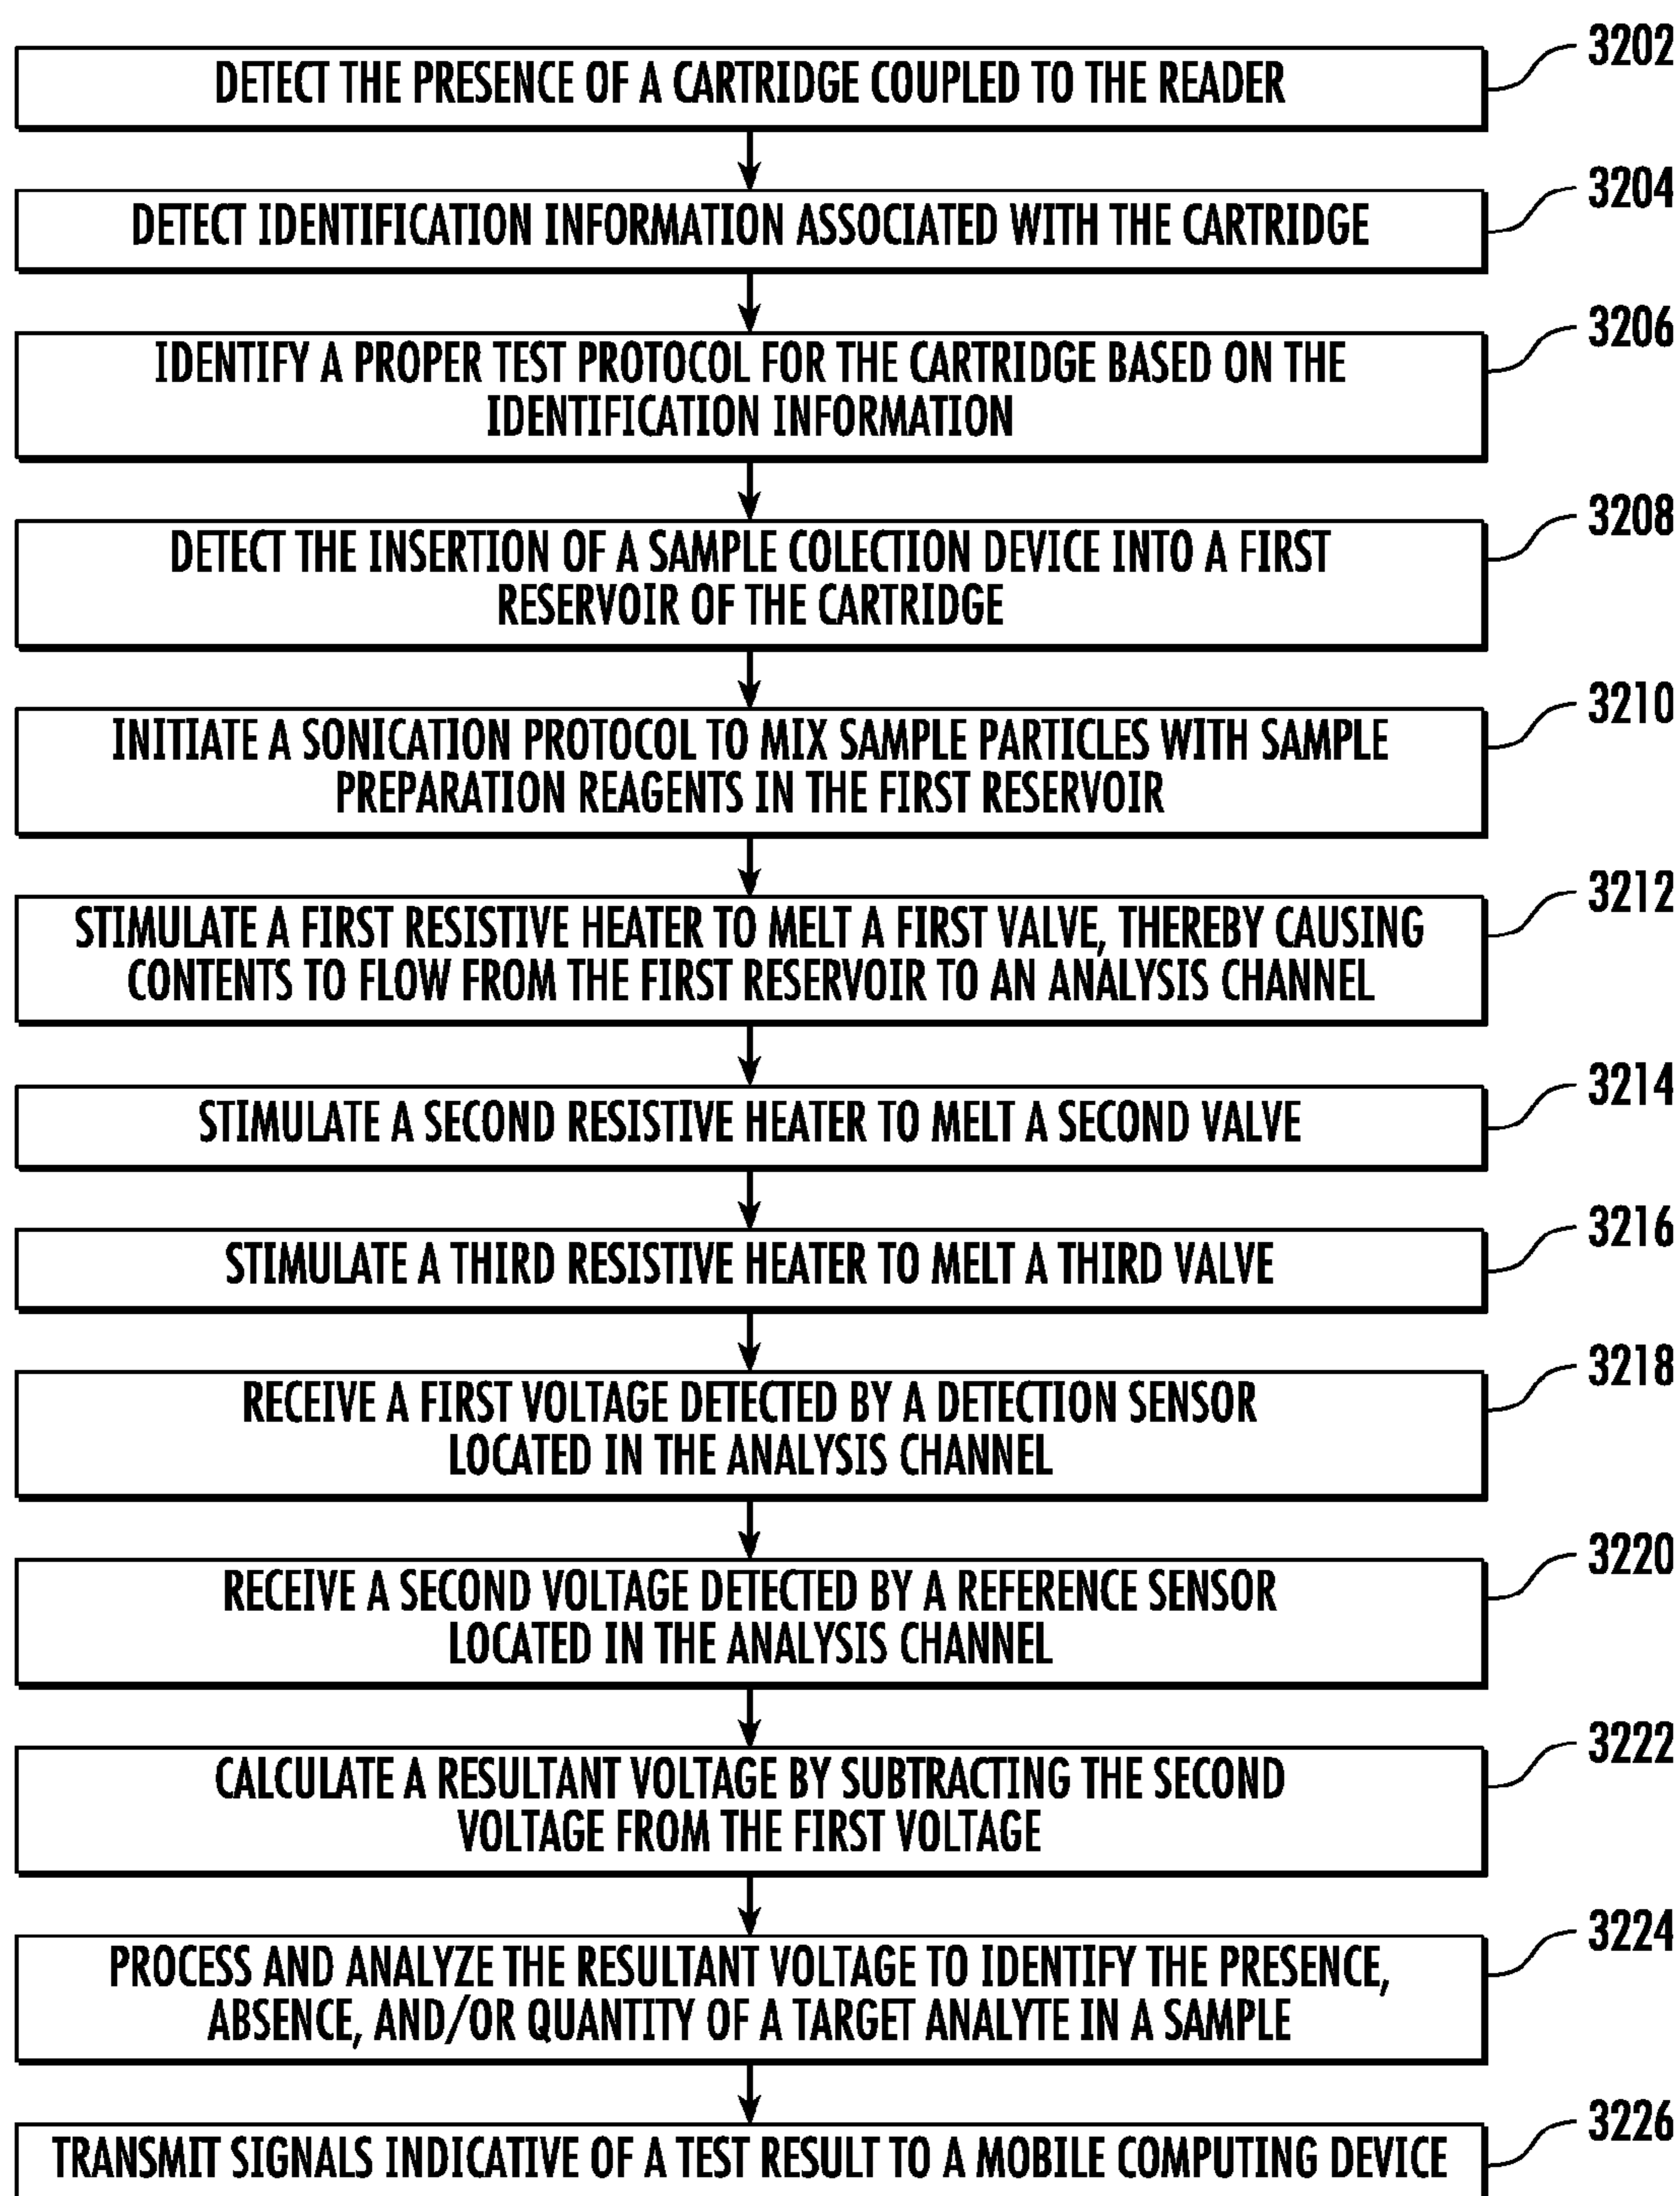 3202
DETECT THE PRESENCE OF A CARTRIDGE COUPLED TO THE READER
3204
DETECT IDENTIFICATION INFORMATION ASSOCIATED WITH THE CARTRIDGE
3206
IDENTIFY A PROPER TEST PROTOCOL FOR THE CARTRIDGE BASED ON THE
IDENTIFICATION INFORMATION
3208
DETECT THE INSERTION OF A SAMPLE COLECTION DEVICE INTO A FIRST
RESERVOIR OF THE CARTRIDGE
3210
INITIATE A SONICATION PROTOCOL TO MIX SAMPLE PARTICLES WITH SAMPLE
PREPARATION REAGENTS IN THE FIRST RESERVOIR
3212
STIMULATE A FIRST RESISTIVE HEATER TO MELT A FIRST VALVE, THEREBY CAUSING
CONTENTS TO FLOW FROM THE FIRST RESERVOIR TO AN ANALYSIS CHANNEL
3214
STIMULATE A SECOND RESISTIVE HEATER TO MELT A SECOND VALVE
3216
STIMULATE A THIRD RESISTIVE HEATER TO MELT A THIRD VALVE
3218
RECEIVE A FIRST VOLTAGE DETECTED BY A DETECTION SENSOR
LOCATED IN THE ANALYSIS CHANNEL
3220
RECEIVE A SECOND VOLTAGE DETECTED BY A REFERENCE SENSOR
LOCATED IN THE ANALYSIS CHANNEL
3222
CALCULATE A RESULTANT VOLTAGE BY SUBTRACTING THE SECOND
VOLTAGE FROM THE FIRST VOLTAGE
3224
PROCESS AND ANALYZE THE RESULTANT VOLTAGE TO IDENTIFY THE PRESENCE,
ABSENCE, AND/OR QUANTITY OF A TARGET ANALYTE IN A SAMPLE
3226
TRANSMIT SIGNALS INDICATIVE OF A TEST RESULT TO A MOBILE COMPUTING DEVICE